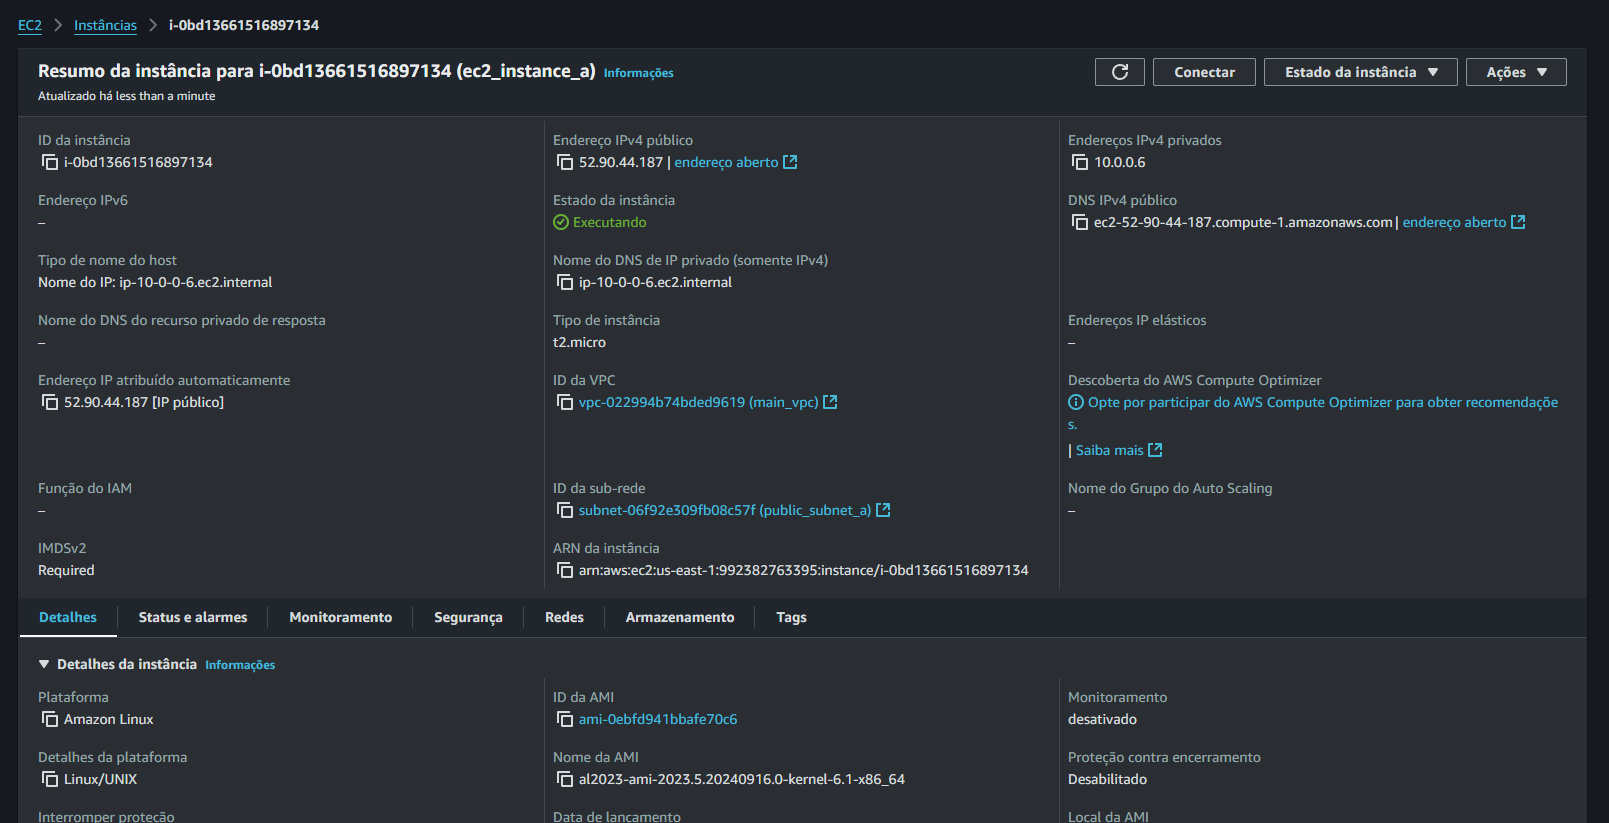 EC2 > Instâncias > i-0bd13661516897134
Resumo da instância para i-0bd13661516897134 (ec2_instance_a) Informações
Atualizado há less than a minute
Conectar
Estado da instância
Ações
ID da instância
i-0bd13661516897134
Endereço IPv4 público
52.90.44.187 | endereço aberto
Endereços IPv4 privados
10.0.0.6
Endereço IPv6
–
Estado da instância
Executando
DNS IPv4 público
ec2-52-90-44-187.compute-1.amazonaws.com | endereço aberto
Tipo de nome do host
Nome do IP: ip-10-0-0-6.ec2.internal
Nome do DNS de IP privado (somente IPv4)
ip-10-0-0-6.ec2.internal
Nome do DNS do recurso privado de resposta
–
Tipo de instância
t2.micro
Endereços IP elásticos
–
Endereço IP atribuído automaticamente
52.90.44.187 [IP público]
ID da VPC
vpc-022994b74bded9619 (main_vpc)
Descoberta do AWS Compute Optimizer
Opte por participar do AWS Compute Optimizer para obter recomendaçõe
s.
| Saiba mais
Função do IAM
–
ID da sub-rede
subnet-06f92e309fb08c57f (public_subnet_a)
Nome do Grupo do Auto Scaling
–
IMDSv2
Required
ARN da instância
arn:aws:ec2:us-east-1:992382763395:instance/i-0bd13661516897134
Detalhes
Status e alarmes
Monitoramento
Segurança
Redes
Armazenamento
Tags
Detalhes da instância Informações
Plataforma
Amazon Linux
ID da AMI
ami-0ebfd941bbafe70c6
Monitoramento
desativado
Detalhes da plataforma
Linux/UNIX
Nome da AMI
al2023-ami-2023.5.20240916.0-kernel-6.1-x86_64
Proteção contra encerramento
Desabilitado
Interromper proteção
Data de lançamento
Local da AMI